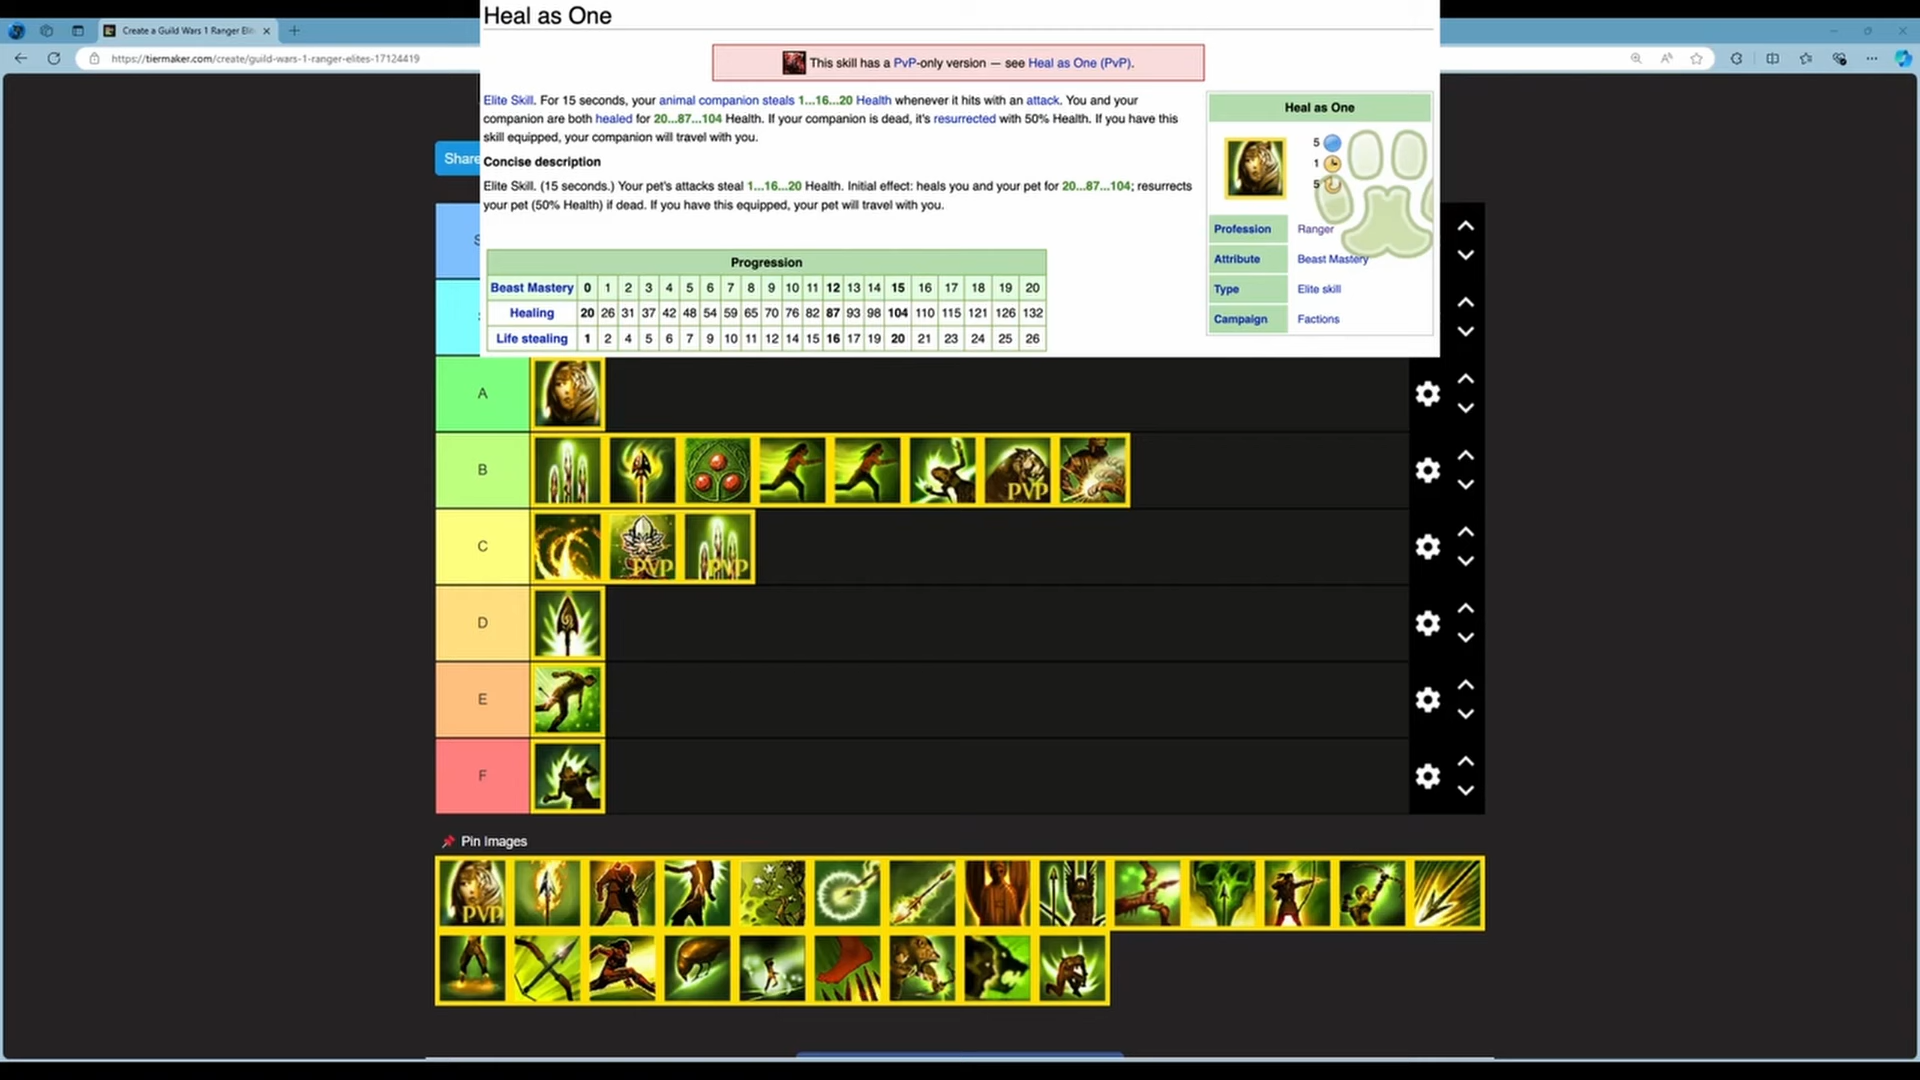 Heal as One
Create a Guild Wars 1 Ranger Elit
https://tiermaker.com/create/guild-wars-1-ranger-elites-17124419
This skill has a PvP-only version — see Heal as One (PvP).
Elite Skill. For 15 seconds, your animal companion steals 1...16...20 Health whenever it hits with an attack. You and your
companion are both healed for 20...87...104 Health. If your companion is dead, it's resurrected with 50% Health. If you have this
skill equipped, your companion will travel with you.
Concise description
Elite Skill. (15 seconds.) Your pet's attacks steal 1...16...20 Health. Initial effect: heals you and your pet for 20...87...104; resurrects
your pet (50% Health) if dead. If you have this equipped, your pet will travel with you.
Heal as One
5
1
5
Profession Ranger
Attribute Beast Mastery
Type Elite skill
Campaign Factions
Progression
Beast Mastery 0 1 2 3 4 5 6 7 8 9 10 11 12 13 14 15 16 17 18 19 20
Healing 20 26 31 37 42 48 54 59 65 70 76 82 87 93 98 104 110 115 121 126 132
Life stealing 1 2 4 5 6 7 9 10 11 12 14 15 16 17 19 20 21 23 24 25 26
Share
S
A
B
PVP
C
PVP PVP
D
E
F
Pin Images
PVP